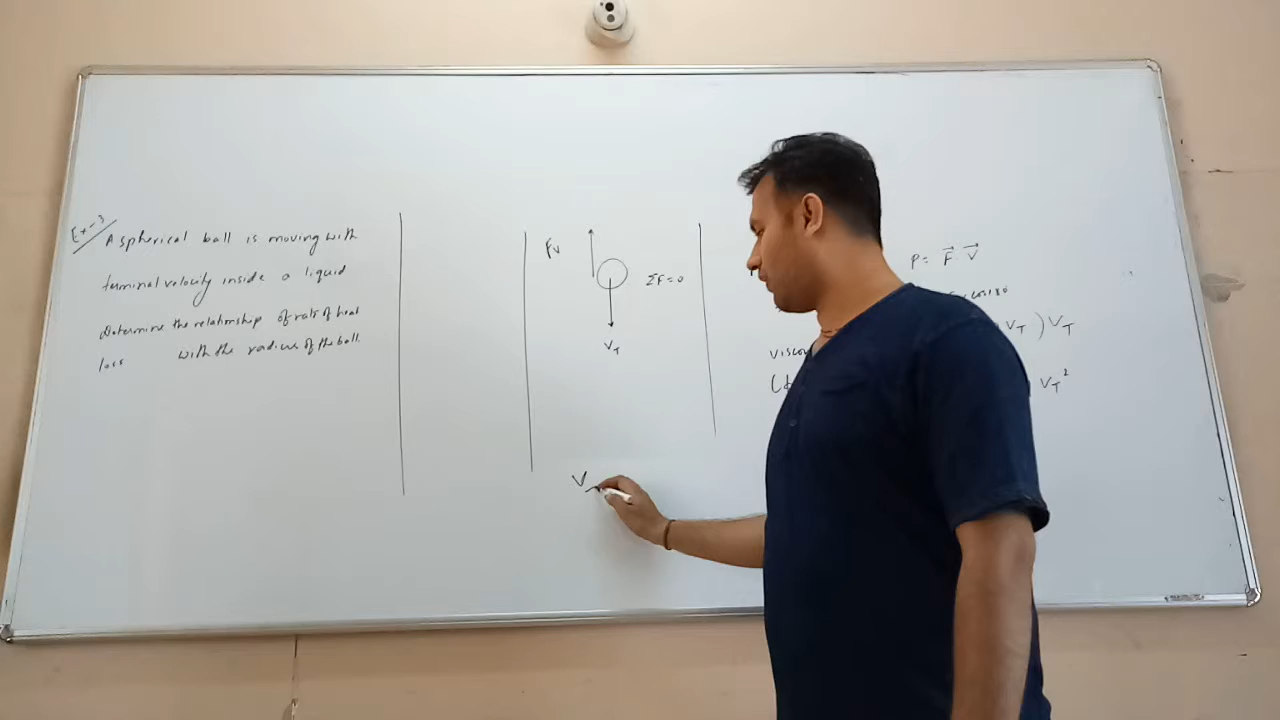 Ex-3
A spherical ball is moving with
terminal velocity inside a liquid
Determine the relationship of rate of heat
loss with the radius of the ball.
Fv
ΣF=0
V_T
V
P = F⃗ V⃗
cos180
V_T ) V_T
visco
V_T²